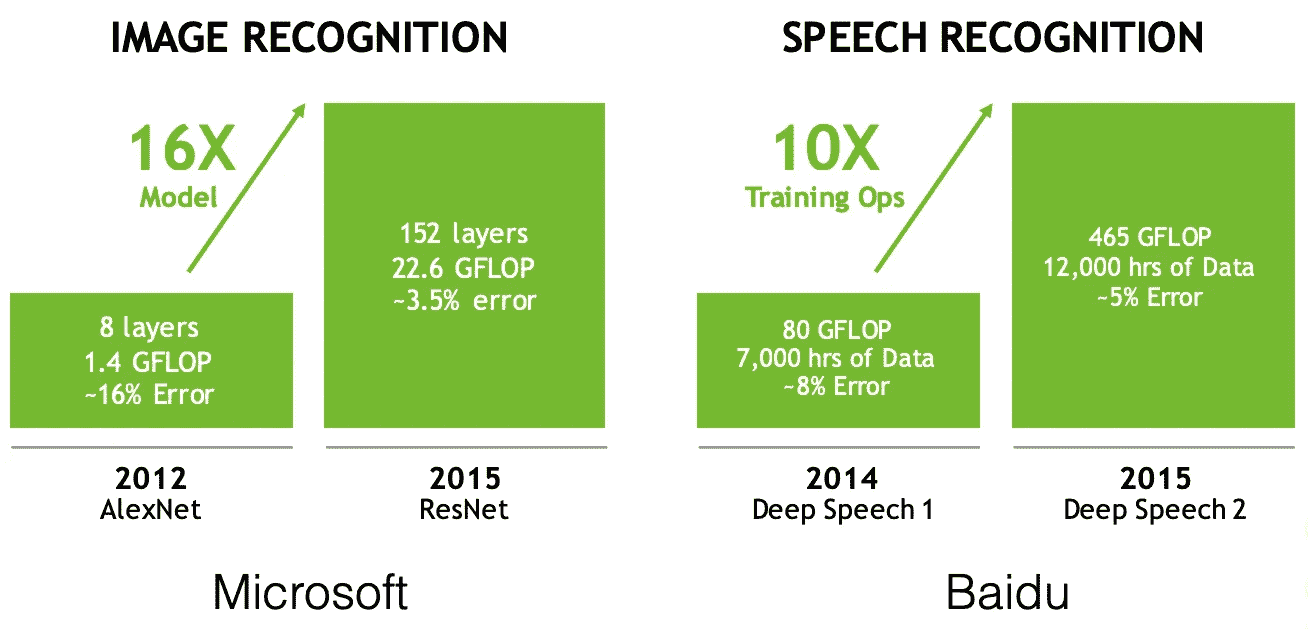 IMAGE RECOGNITION
16X
Model
8 layers
1.4 GFLOP
~16% Error
152 layers
22.6 GFLOP
~3.5% error
2012
AlexNet
2015
ResNet
Microsoft
SPEECH RECOGNITION
10X
Training Ops
80 GFLOP
7,000 hrs of Data
~8% Error
465 GFLOP
12,000 hrs of Data
~5% Error
2014
Deep Speech 1
2015
Deep Speech 2
Baidu